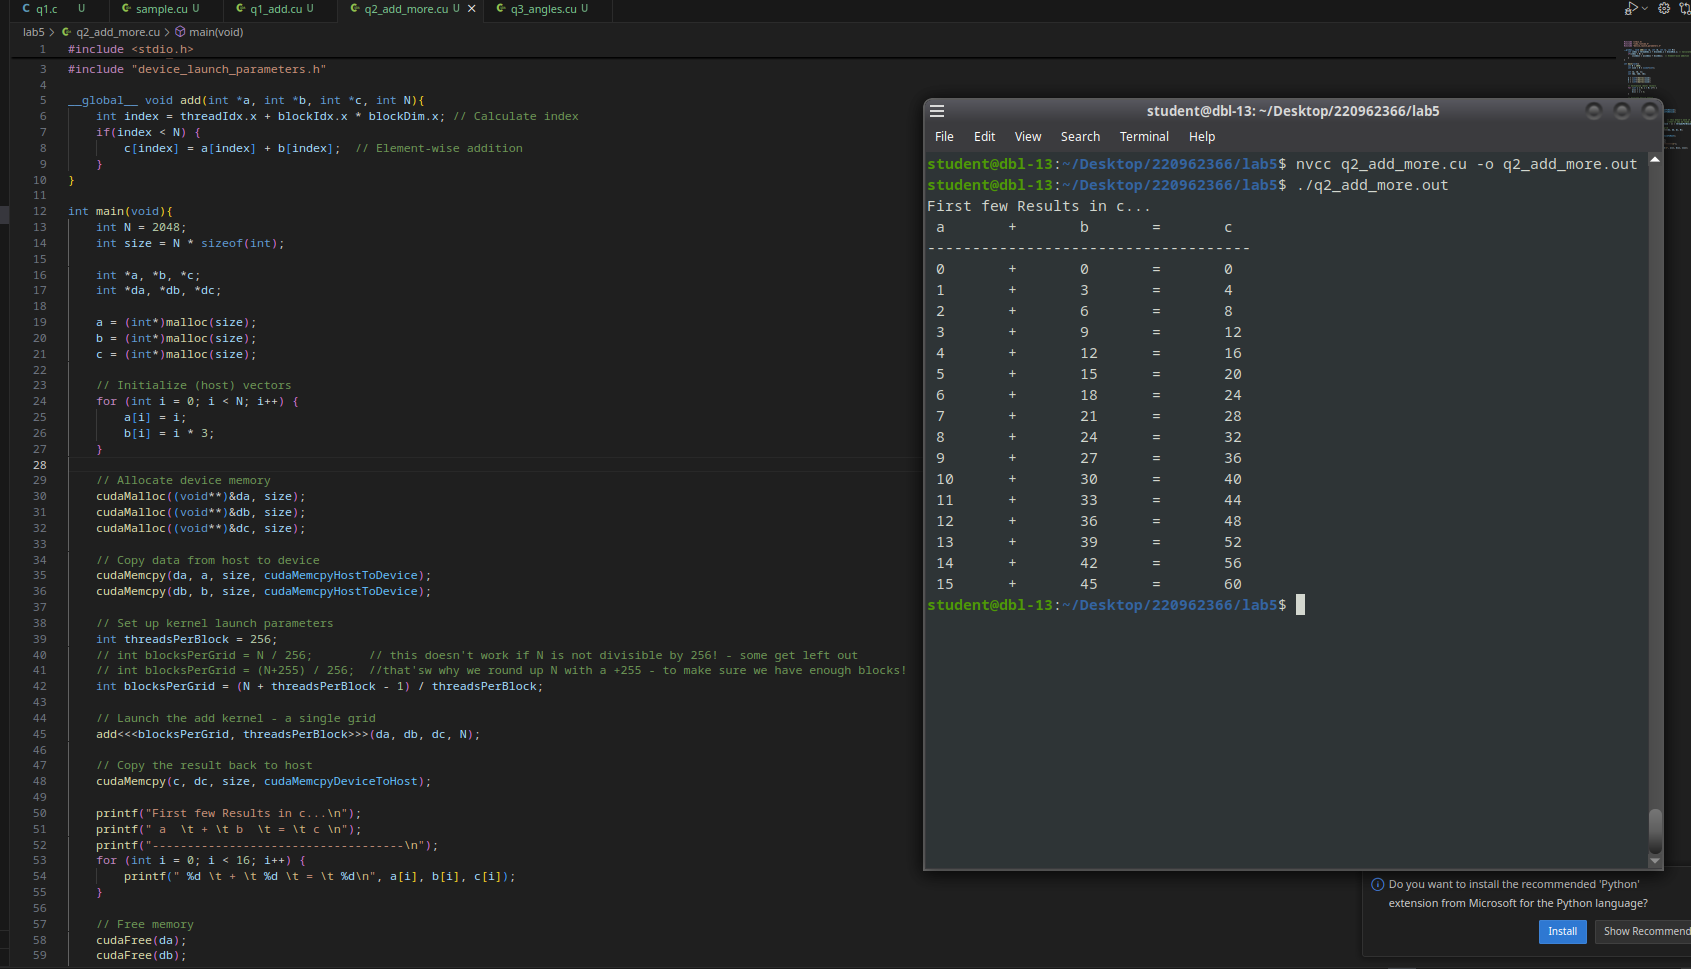 q1.c U
sample.cu U
q1_add.cu U
q2_add_more.cu U
q3_angles.cu U
lab5 > q2_add_more.cu > main(void)
1 #include <stdio.h>
3 #include "device_launch_parameters.h"
4
5 __global__ void add(int *a, int *b, int *c, int N){
6 int index = threadIdx.x + blockIdx.x * blockDim.x; // Calculate index
7 if(index < N) {
8 c[index] = a[index] + b[index];  // Element-wise addition
9 }
10 }
11
12 int main(void){
13 int N = 2048;
14 int size = N * sizeof(int);
15
16 int *a, *b, *c;
17 int *da, *db, *dc;
18
19 a = (int*)malloc(size);
20 b = (int*)malloc(size);
21 c = (int*)malloc(size);
22
23 // Initialize (host) vectors
24 for (int i = 0; i < N; i++) {
25 a[i] = i;
26 b[i] = i * 3;
27 }
28
29 // Allocate device memory
30 cudaMalloc((void**)&da, size);
31 cudaMalloc((void**)&db, size);
32 cudaMalloc((void**)&dc, size);
33
34 // Copy data from host to device
35 cudaMemcpy(da, a, size, cudaMemcpyHostToDevice);
36 cudaMemcpy(db, b, size, cudaMemcpyHostToDevice);
37
38 // Set up kernel launch parameters
39 int threadsPerBlock = 256;
40 // int blocksPerGrid = N / 256;        // this doesn't work if N is not divisible by 256! - some get left out
41 // int blocksPerGrid = (N+255) / 256;  //that'sw why we round up N with a +255 - to make sure we have enough blocks!
42 int blocksPerGrid = (N + threadsPerBlock - 1) / threadsPerBlock;
43
44 // Launch the add kernel - a single grid
45 add<<<blocksPerGrid, threadsPerBlock>>>(da, db, dc, N);
46
47 // Copy the result back to host
48 cudaMemcpy(c, dc, size, cudaMemcpyDeviceToHost);
49
50 printf("First few Results in c...\n");
51 printf(" a  \t + \t b  \t = \t c \n");
52 printf("------------------------------------\n");
53 for (int i = 0; i < 16; i++) {
54 printf(" %d \t + \t %d \t = \t %d\n", a[i], b[i], c[i]);
55 }
56
57 // Free memory
58 cudaFree(da);
59 cudaFree(db);
student@dbl-13: ~/Desktop/220962366/lab5
File Edit View Search Terminal Help
student@dbl-13:~/Desktop/220962366/lab5$ nvcc q2_add_more.cu -o q2_add_more.out
student@dbl-13:~/Desktop/220962366/lab5$ ./q2_add_more.out
First few Results in c...
a + b = c
------------------------------------
0 + 0 = 0
1 + 3 = 4
2 + 6 = 8
3 + 9 = 12
4 + 12 = 16
5 + 15 = 20
6 + 18 = 24
7 + 21 = 28
8 + 24 = 32
9 + 27 = 36
10 + 30 = 40
11 + 33 = 44
12 + 36 = 48
13 + 39 = 52
14 + 42 = 56
15 + 45 = 60
student@dbl-13:~/Desktop/220962366/lab5$
Do you want to install the recommended 'Python'
extension from Microsoft for the Python language?
Install
Show Recommend